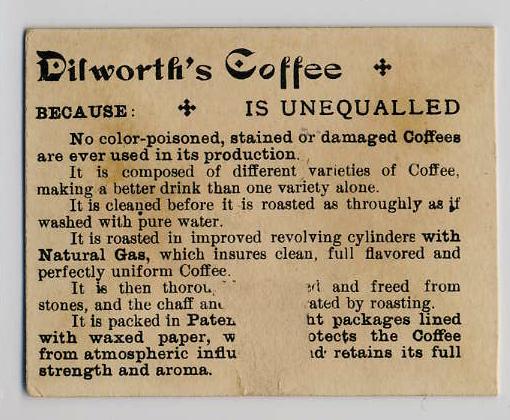 Dilworth's Coffee
BECAUSE: IS UNEQUALLED
No color-poisoned, stained or damaged Coffees
are ever used in its production.
It is composed of different varieties of Coffee,
making a better drink than one variety alone.
It is cleaned before it is roasted as throughly as if
washed with pure water.
It is roasted in improved revolving cylinders with
Natural Gas, which insures clean, full flavored and
perfectly uniform Coffee.
It is then and freed from
stones, and the chaff by roasting.
It is packed in packages lined
with waxed paper, the Coffee
from atmospheric retains its full
strength and aroma.